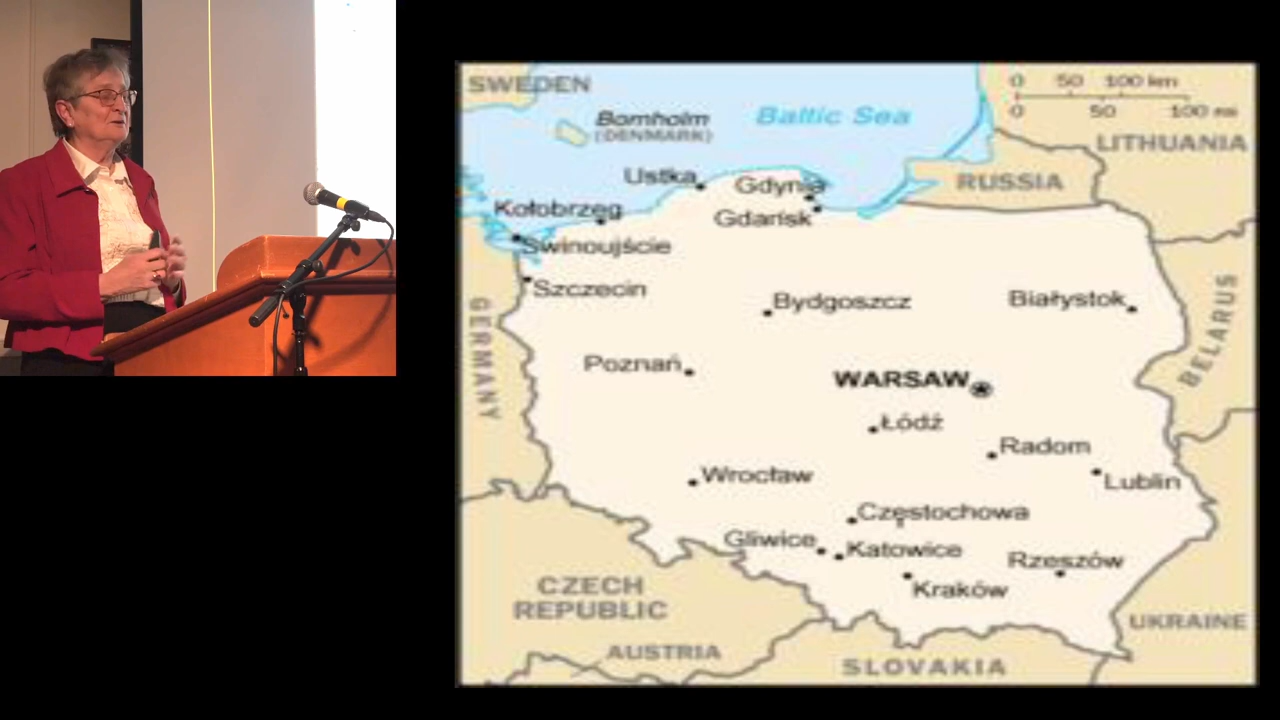 SWEDEN
0 50 100 km
0 50 100 mi
Bornholm
(DENMARK)
Baltic Sea
LITHUANIA
RUSSIA
Ustka
Gdynia
Gdańsk
Kołobrzeg
Świnoujście
Szczecin
Bydgoszcz
Białystok
BELARUS
GERMANY
Poznań
WARSAW
Łódź
Radom
Lublin
Wrocław
Częstochowa
Gliwice
Katowice
Rzeszów
Kraków
CZECH
REPUBLIC
UKRAINE
AUSTRIA
SLOVAKIA